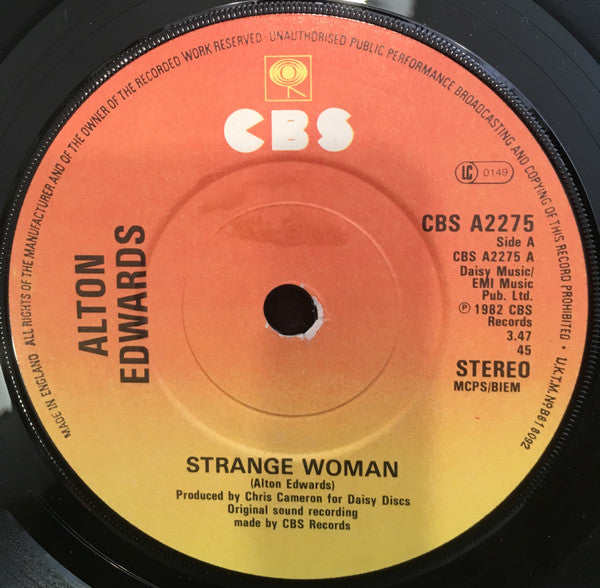 MADE IN ENGLAND ALL RIGHTS OF THE MANUFACTURER AND OF THE OWNER OF THE RECORDED WORK RESERVED · UNAUTHORISED PUBLIC PERFORMANCE BROADCASTING AND COPYING OF THIS RECORD PROHIBITED • U.K.T.M. Nº B618092
CBS
LC 0149
ALTON
EDWARDS
CBS A2275
Side A
CBS A2275 A
Daisy Music/
EMI Music
Pub. Ltd.
℗ 1982 CBS
Records
3.47
45
STEREO
MCPS/BIEM
STRANGE WOMAN
(Alton Edwards)
Produced by Chris Cameron for Daisy Discs
Original sound recording
made by CBS Records